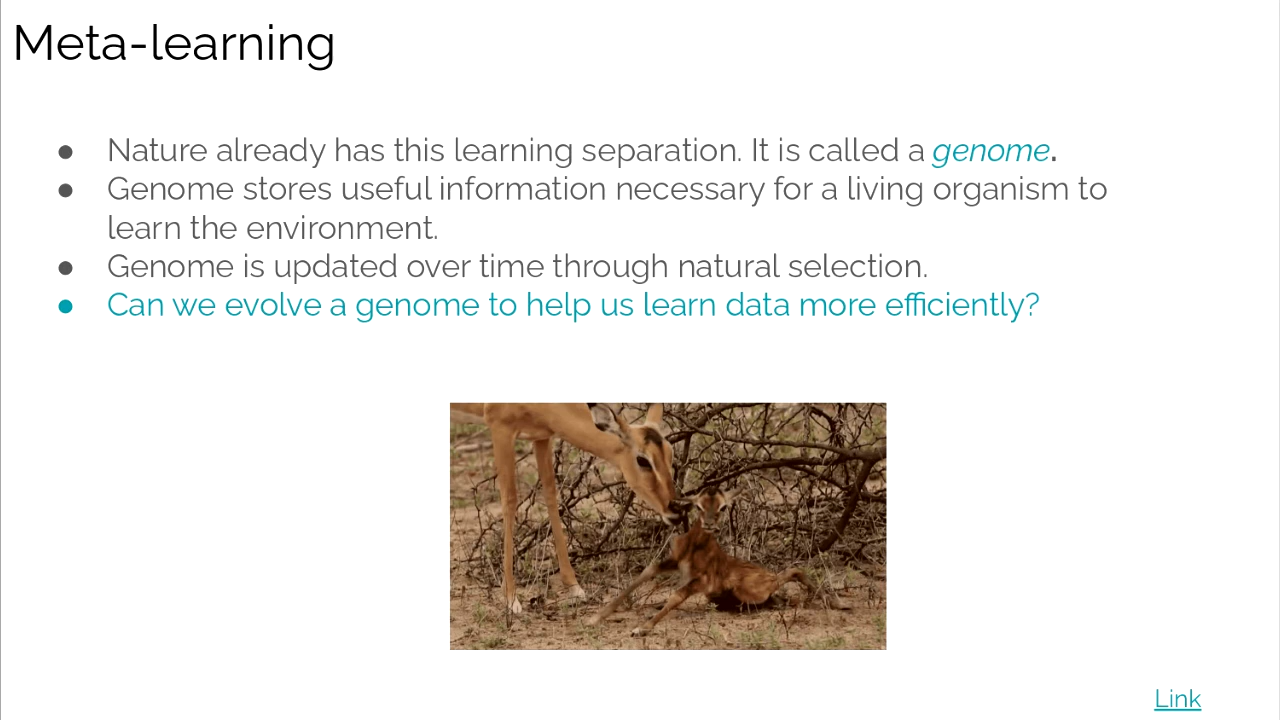 Meta-learning
● Nature already has this learning separation. It is called a genome.
● Genome stores useful information necessary for a living organism to
learn the environment.
● Genome is updated over time through natural selection.
● Can we evolve a genome to help us learn data more efficiently?
Link